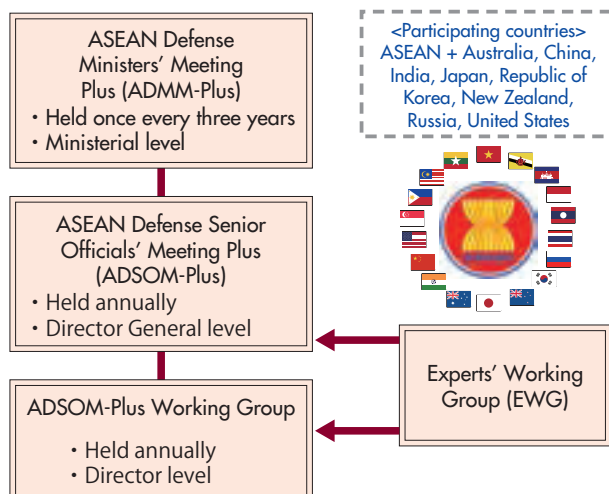 ASEAN Defense
Ministers’ Meeting
Plus (ADMM-Plus)
・Held once every three years
・Ministerial level
<Participating countries>
ASEAN + Australia, China,
India, Japan, Republic of
Korea, New Zealand,
Russia, United States
ASEAN Defense Senior
Officials’ Meeting Plus
(ADSOM-Plus)
・Held annually
・Director General level
ADSOM-Plus Working Group
・Held annually
・Director level
Experts’ Working
Group (EWG)